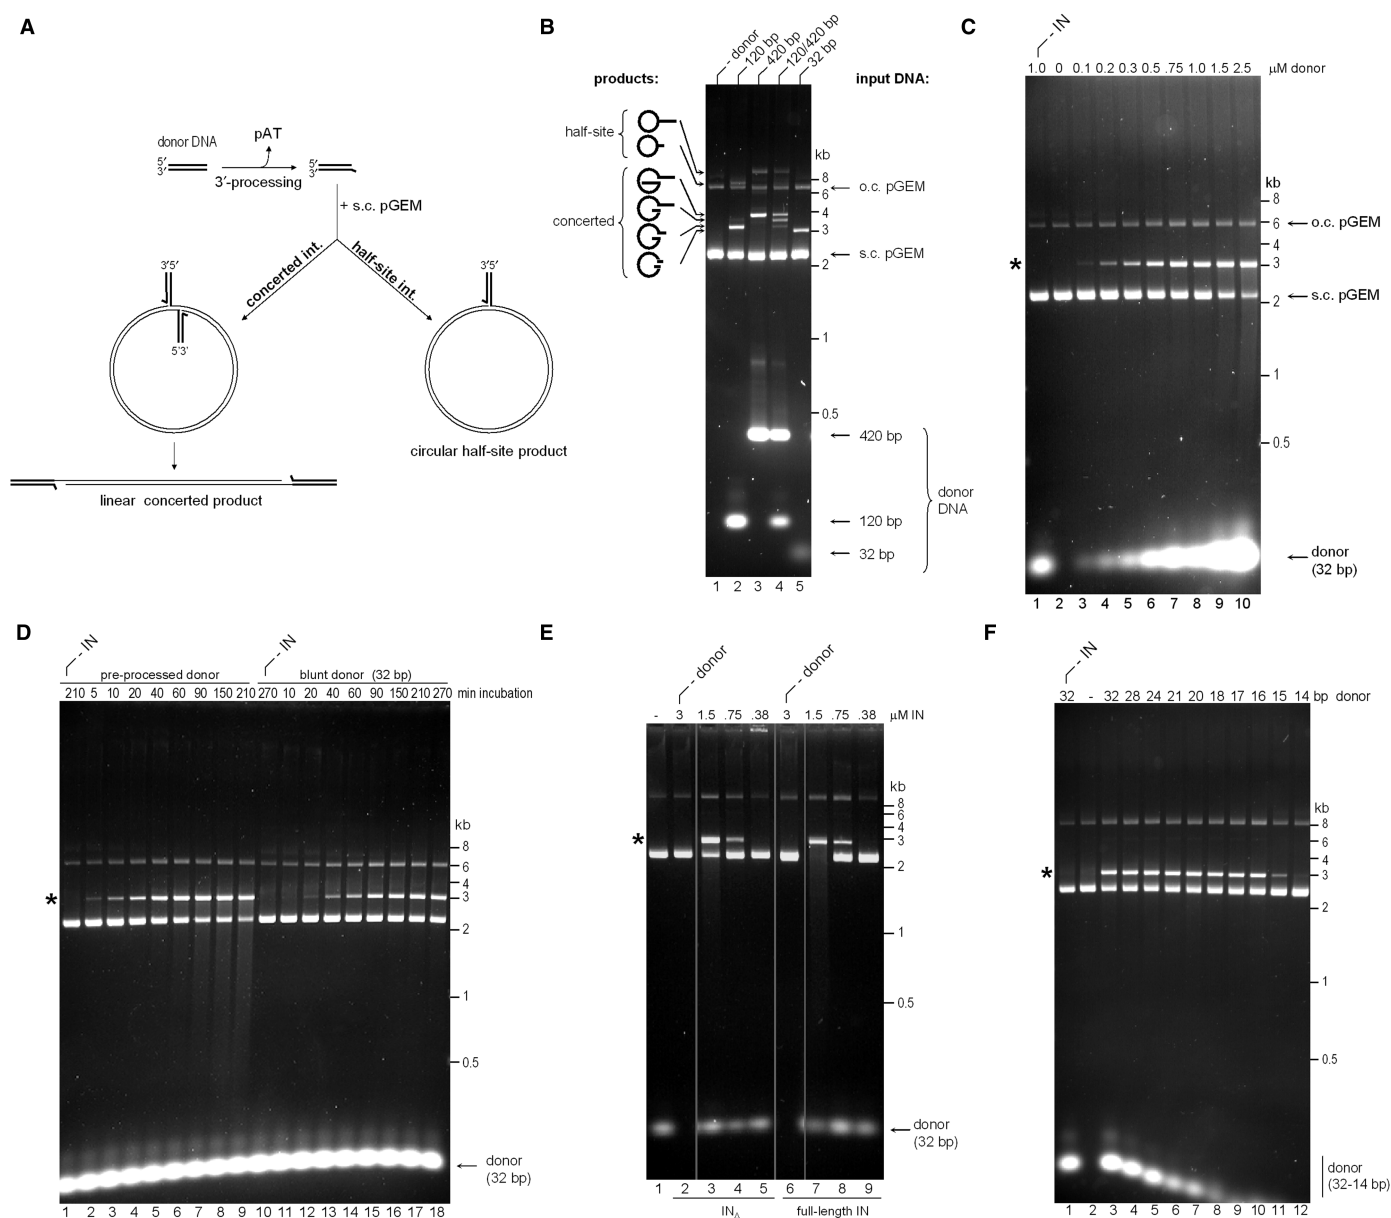 A
donor DNA
pAT
5′
3′
3′-processing
5′
3′
+ s.c. pGEM
concerted int.
half-site int.
3′5′
3′5′
5′3′
circular half-site product
linear concerted product
B
- donor
120 bp
420 bp
120/420 bp
32 bp
products:
input DNA:
half-site
concerted
kb
8
6
4
3
2
1
0.5
o.c. pGEM
s.c. pGEM
420 bp
120 bp
32 bp
donor
DNA
1 2 3 4 5
C
- IN
1.0 0 0.1 0.2 0.3 0.5 .75 1.0 1.5 2.5 µM donor
kb
8
6
4
3
2
1
0.5
o.c. pGEM
*
s.c. pGEM
donor
(32 bp)
1 2 3 4 5 6 7 8 9 10
D
- IN
- IN
pre-processed donor
blunt donor (32 bp)
210 5 10 20 40 60 90 150 210 270 10 20 40 60 90 150 210 270 min incubation
kb
8
6
4
3
2
1
0.5
*
donor
(32 bp)
1 2 3 4 5 6 7 8 9 10 11 12 13 14 15 16 17 18
E
- donor
- donor
- 3 1.5 .75 .38 3 1.5 .75 .38 µM IN
kb
8
6
4
3
2
1
0.5
*
donor
(32 bp)
1 2 3 4 5 6 7 8 9
IN△
full-length IN
F
- IN
32 - 32 28 24 21 20 18 17 16 15 14 bp donor
kb
8
6
4
3
2
1
0.5
*
donor
(32-14 bp)
1 2 3 4 5 6 7 8 9 10 11 12